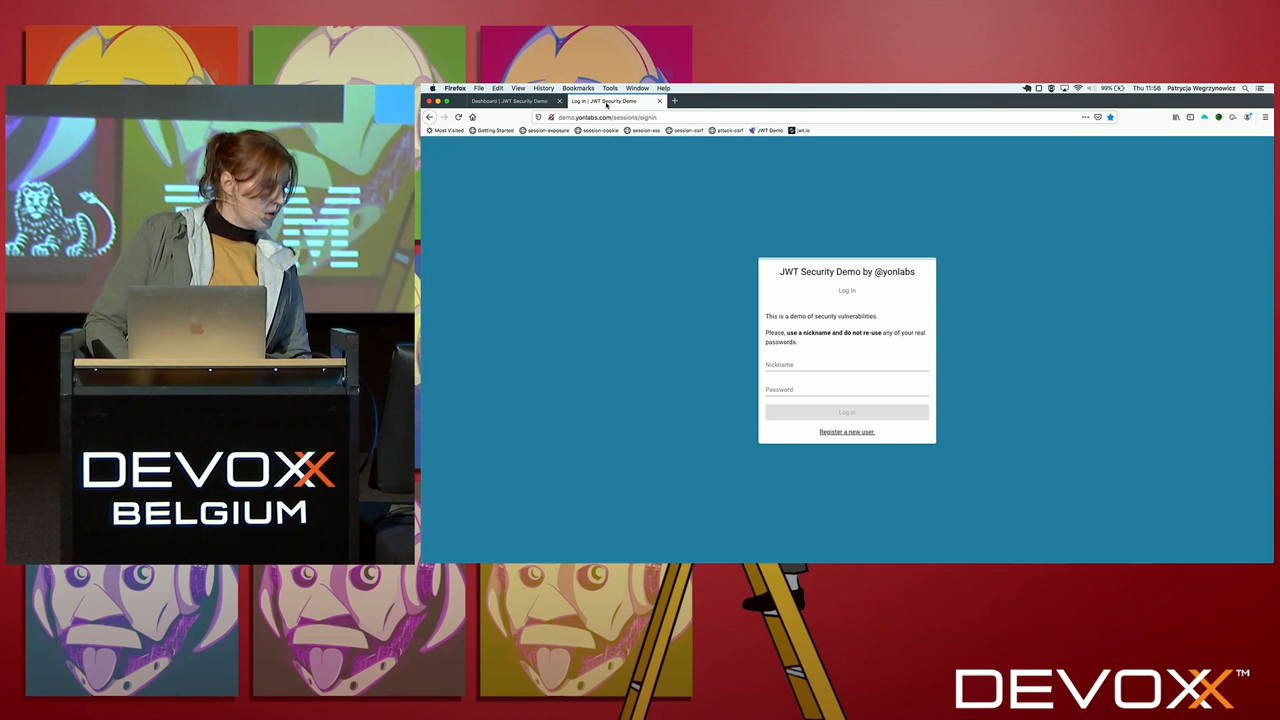 Firefox File Edit View History Bookmarks Tools Window Help
99% Thu 11:56 Patrycja Wegrzynowicz
Dashboard | JWT Security Demo
Log In | JWT Security Demo
demo.yonlabs.com/sessions/signin
Most Visited Getting Started session-exposure session-cookie session-xss session-csrf attack-csrf JWT Demo jwt.io
JWT Security Demo by @yonlabs
Log In
This is a demo of security vulnerabilities.
Please, use a nickname and do not re-use any of your real
passwords.
Nickname
Password
Log in
Register a new user.
DEVOXX
BELGIUM
DEVOXX™